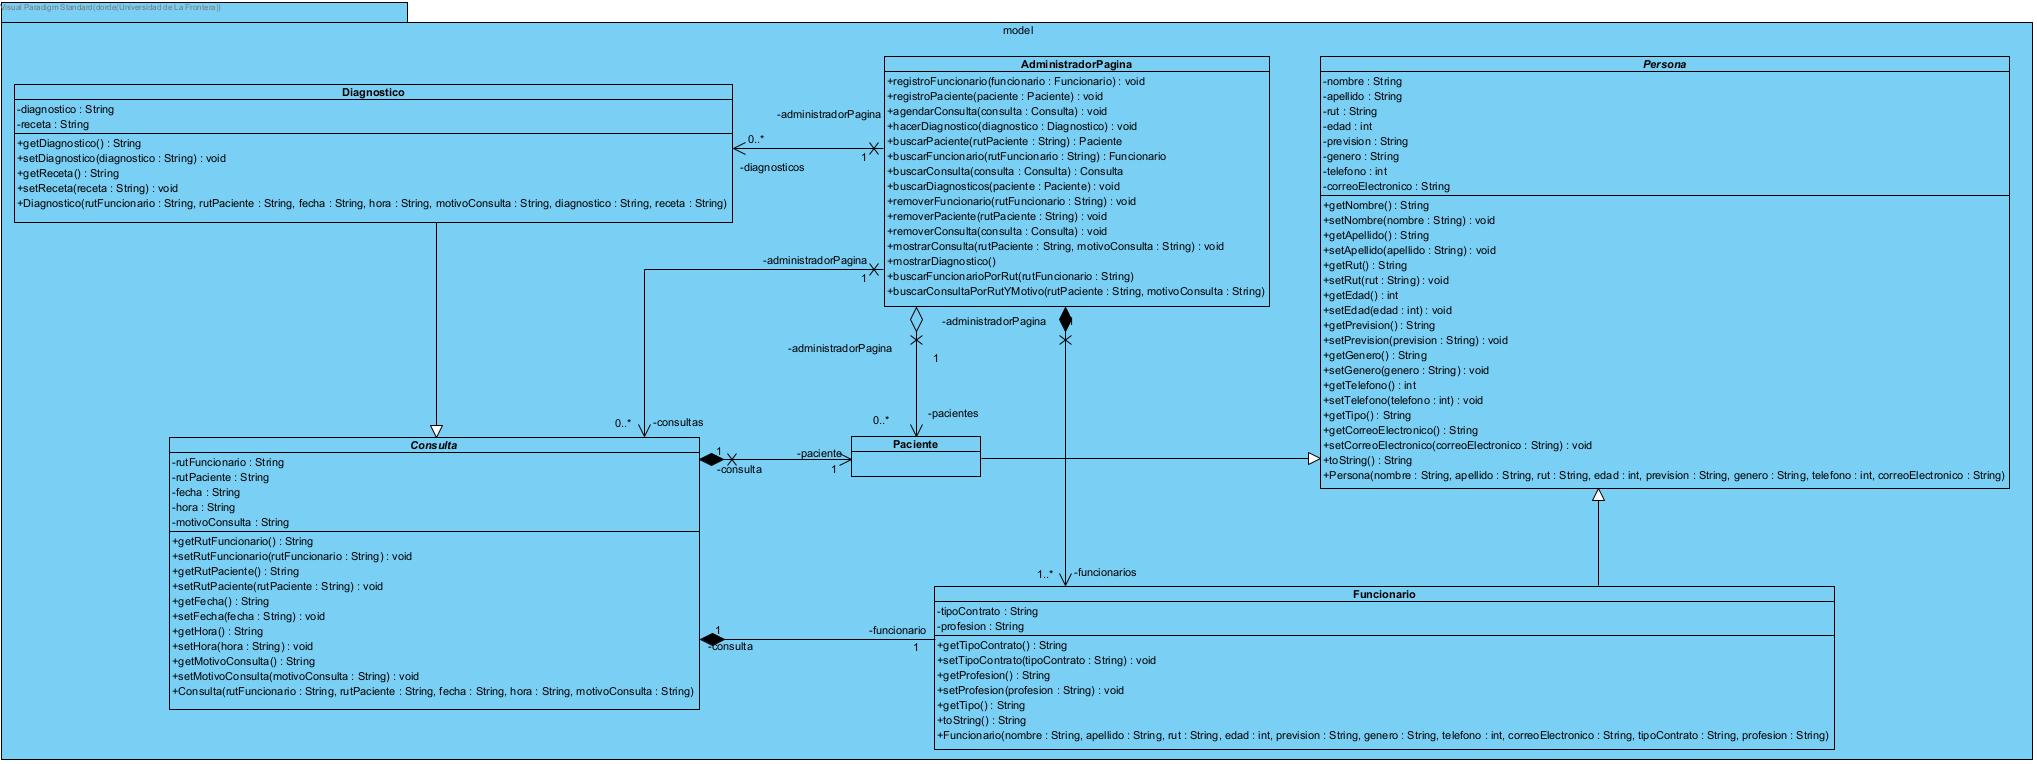 Visual Paradigm Standard(dorde(Universidad de La Frontera))
model
Diagnostico
-diagnostico : String
-receta : String
+getDiagnostico() : String
+setDiagnostico(diagnostico : String) : void
+getReceta() : String
+setReceta(receta : String) : void
+Diagnostico(rutFuncionario : String, rutPaciente : String, fecha : String, hora : String, motivoConsulta : String, diagnostico : String, receta : String)
-administradorPagina
0..*
1
-diagnosticos
AdministradorPagina
+registroFuncionario(funcionario : Funcionario) : void
+registroPaciente(paciente : Paciente) : void
+agendarConsulta(consulta : Consulta) : void
+hacerDiagnostico(diagnostico : Diagnostico) : void
+buscarPaciente(rutPaciente : String) : Paciente
+buscarFuncionario(rutFuncionario : String) : Funcionario
+buscarConsulta(consulta : Consulta) : Consulta
+buscarDiagnosticos(paciente : Paciente) : void
+removerFuncionario(rutFuncionario : String) : void
+removerPaciente(rutPaciente : String) : void
+removerConsulta(consulta : Consulta) : void
+mostrarConsulta(rutPaciente : String, motivoConsulta : String) : void
+mostrarDiagnostico()
+buscarFuncionarioPorRut(rutFuncionario : String)
+buscarConsultaPorRutYMotivo(rutPaciente : String, motivoConsulta : String)
Persona
-nombre : String
-apellido : String
-rut : String
-edad : int
-prevision : String
-genero : String
-telefono : int
-correoElectronico : String
+getNombre() : String
+setNombre(nombre : String) : void
+getApellido() : String
+setApellido(apellido : String) : void
+getRut() : String
+setRut(rut : String) : void
+getEdad() : int
+setEdad(edad : int) : void
+getPrevision() : String
+setPrevision(prevision : String) : void
+getGenero() : String
+setGenero(genero : String) : void
+getTelefono() : int
+setTelefono(telefono : int) : void
+getTipo() : String
+getCorreoElectronico() : String
+setCorreoElectronico(correoElectronico : String) : void
+toString() : String
+Persona(nombre : String, apellido : String, rut : String, edad : int, prevision : String, genero : String, telefono : int, correoElectronico : String)
-administradorPagina
1
0..*
-consultas
-administradorPagina
1
-administradorPagina
1
0..*
-pacientes
1..*
-funcionarios
Consulta
-rutFuncionario : String
-rutPaciente : String
-fecha : String
-hora : String
-motivoConsulta : String
+getRutFuncionario() : String
+setRutFuncionario(rutFuncionario : String) : void
+getRutPaciente() : String
+setRutPaciente(rutPaciente : String) : void
+getFecha() : String
+setFecha(fecha : String) : void
+getHora() : String
+setHora(hora : String) : void
+getMotivoConsulta() : String
+setMotivoConsulta(motivoConsulta : String) : void
+Consulta(rutFuncionario : String, rutPaciente : String, fecha : String, hora : String, motivoConsulta : String)
1
-consulta
-paciente
1
Paciente
1
-consulta
-funcionario
1
Funcionario
-tipoContrato : String
-profesion : String
+getTipoContrato() : String
+setTipoContrato(tipoContrato : String) : void
+getProfesion() : String
+setProfesion(profesion : String) : void
+getTipo() : String
+toString() : String
+Funcionario(nombre : String, apellido : String, rut : String, edad : int, prevision : String, genero : String, telefono : int, correoElectronico : String, tipoContrato : String, profesion : String)